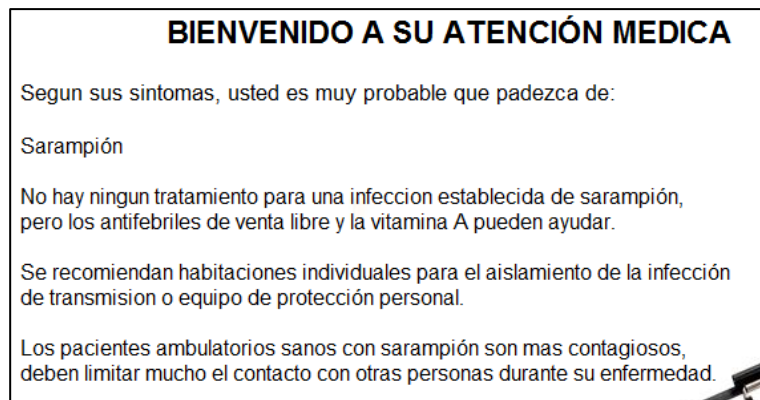 BIENVENIDO A SU ATENCIÓN MEDICA
Segun sus sintomas, usted es muy probable que padezca de:
Sarampión
No hay ningun tratamiento para una infeccion establecida de sarampión,
pero los antifebriles de venta libre y la vitamina A pueden ayudar.
Se recomiendan habitaciones individuales para el aislamiento de la infección
de transmision o equipo de protección personal.
Los pacientes ambulatorios sanos con sarampión son mas contagiosos,
deben limitar mucho el contacto con otras personas durante su enfermedad.